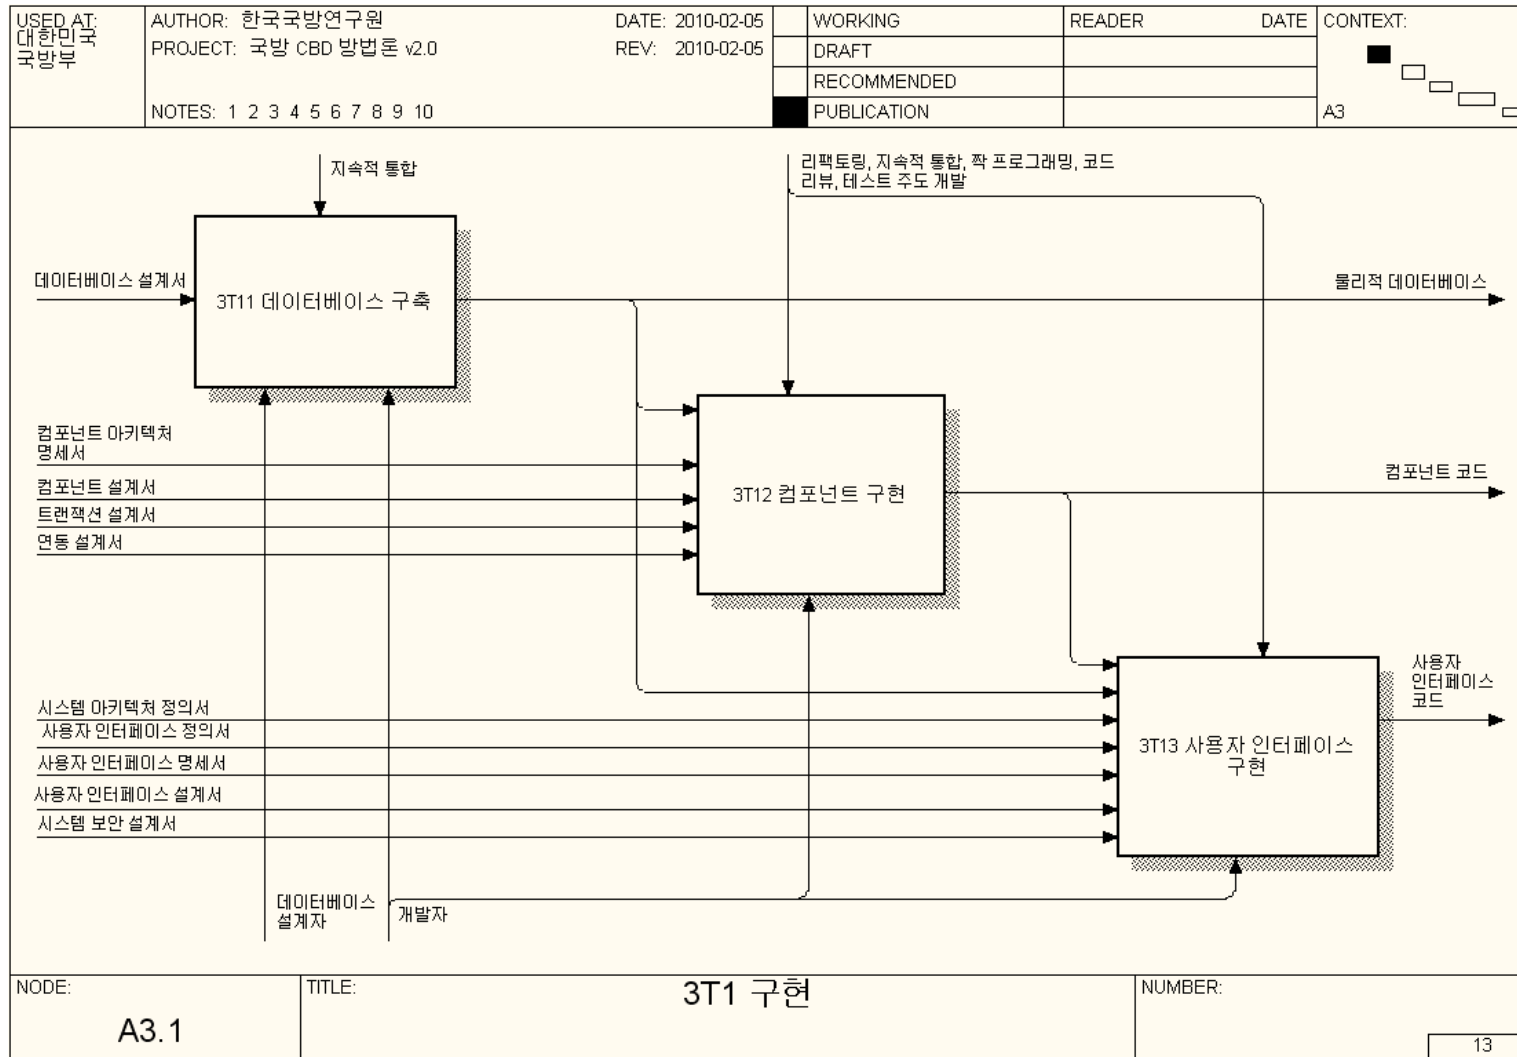 USED AT:
대한민국
국방부
AUTHOR: 한국국방연구원
DATE: 2010-02-05
PROJECT: 국방 CBD 방법론 v2.0
REV: 2010-02-05
NOTES: 1 2 3 4 5 6 7 8 9 10
WORKING
DRAFT
RECOMMENDED
PUBLICATION
READER DATE
CONTEXT:
A3
지속적 통합
리팩토링, 지속적 통합, 짝 프로그래밍, 코드
리뷰, 테스트 주도 개발
데이터베이스 설계서
3T11 데이터베이스 구축
물리적 데이터베이스
컴포넌트 아키텍처
명세서
컴포넌트 설계서
트랜잭션 설계서
연동 설계서
3T12 컴포넌트 구현
컴포넌트 코드
시스템 아키텍처 정의서
사용자 인터페이스 정의서
사용자 인터페이스 명세서
사용자 인터페이스 설계서
시스템 보안 설계서
3T13 사용자 인터페이스
구현
사용자
인터페이스
코드
데이터베이스
설계자
개발자
NODE:
A3.1
TITLE:
3T1 구현
NUMBER:
13